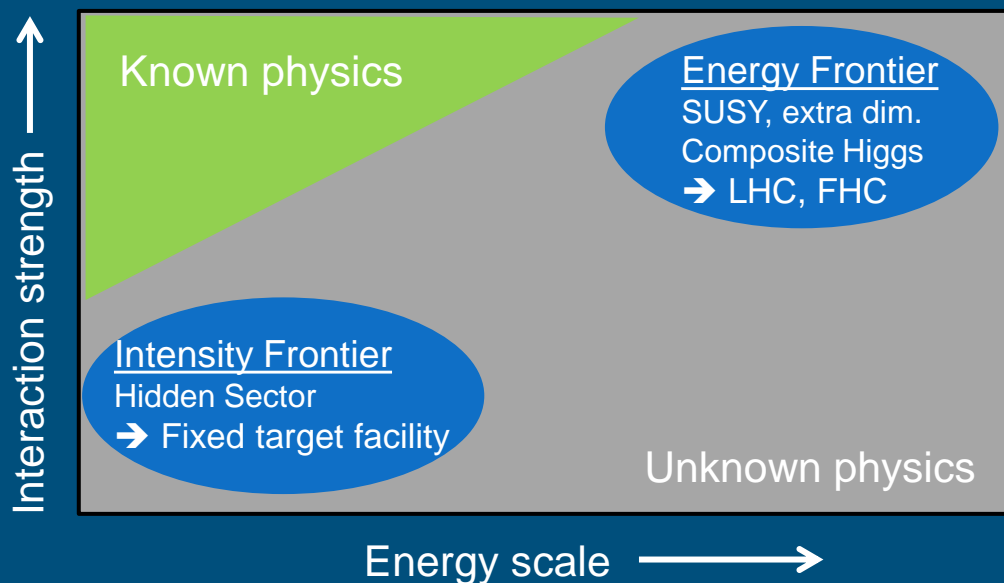 Interaction strength
Known physics
Energy Frontier
SUSY, extra dim.
Composite Higgs
➔ LHC, FHC
Intensity Frontier
Hidden Sector
➔ Fixed target facility
Unknown physics
Energy scale